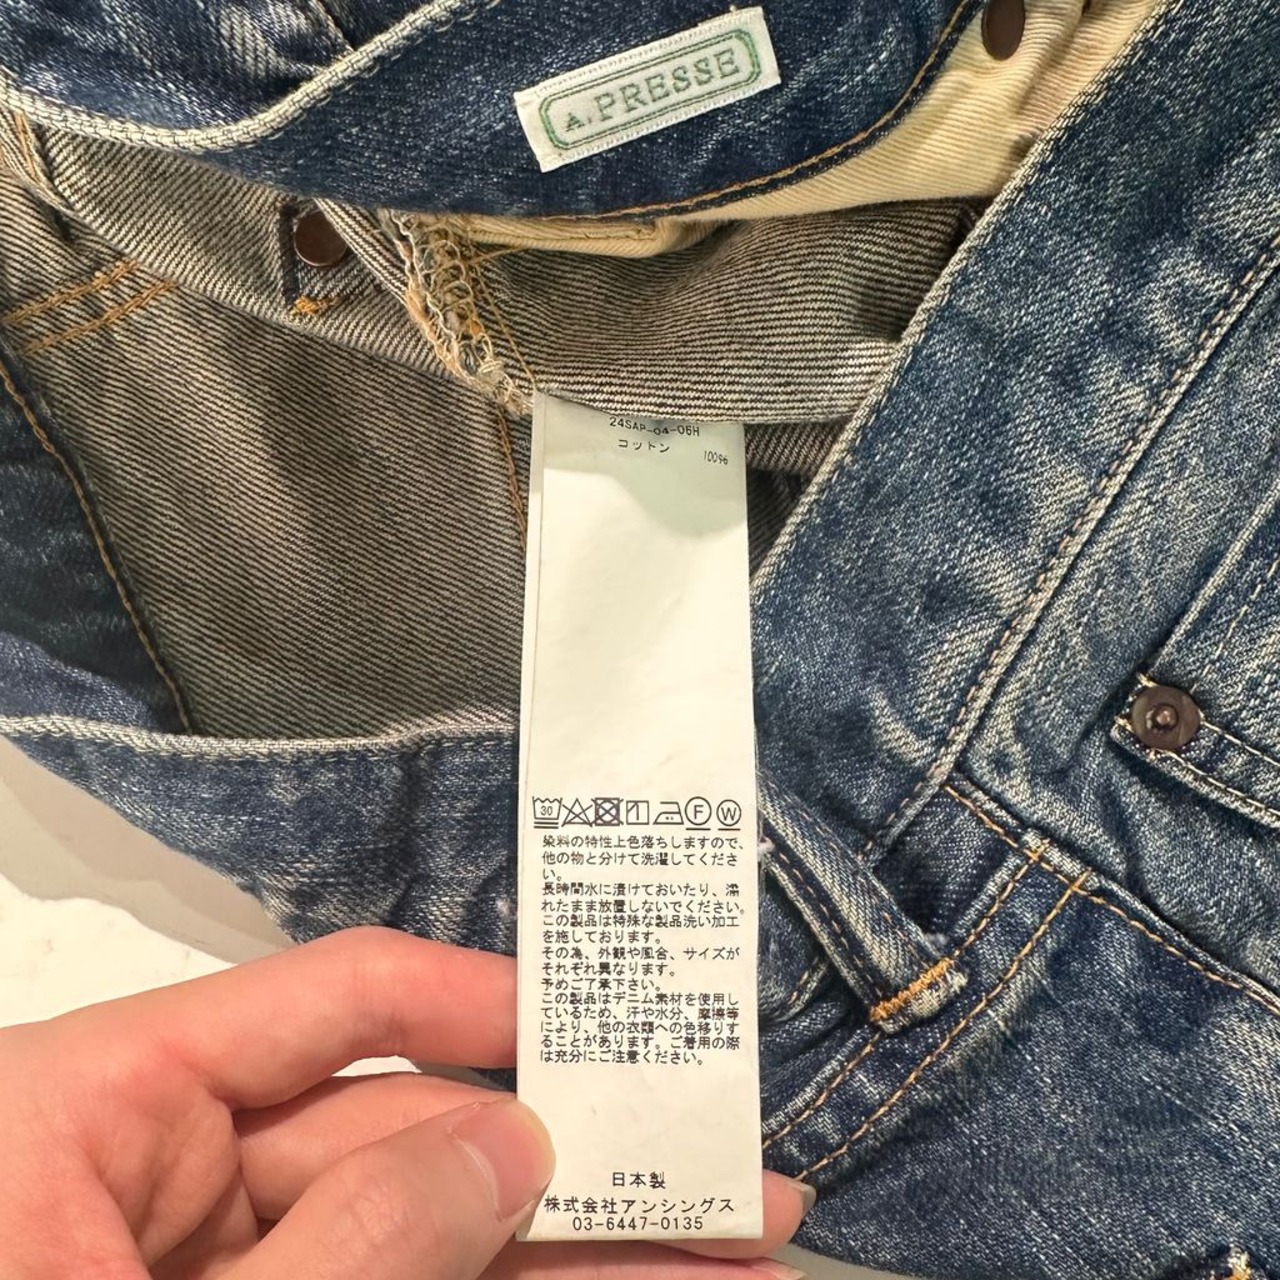 A.PRESSE
24SAP-04-06H
コットン 100%
30 F W
染料の特性上色落ちしますので、
他の物と分けて洗濯してくださ
い。
長時間水に漬けておいたり、濡
れたまま放置しないでください。
この製品は特殊な製品洗い加工
を施しております。
その為、外観や風合、サイズが
それぞれ異なります。
予めご了承下さい。
この製品はデニム素材を使用し
ているため、汗や水分、摩擦等
により、他の衣類への色移りす
ることがあります。ご着用の際
は充分にご注意ください。
日本製
株式会社アンシングス
03-6447-0135